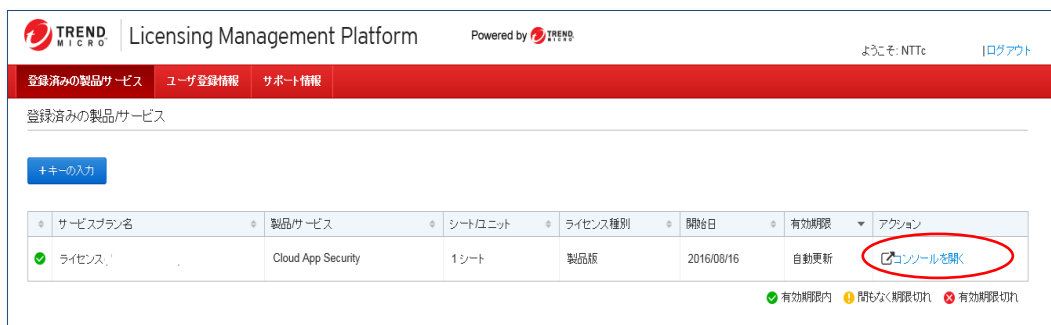 TREND MICRO Licensing Management Platform Powered by TREND MICRO
ようこそ: NTTc |ログアウト
登録済みの製品/サービス ユーザ登録情報 サポート情報
登録済みの製品/サービス
+キーの入力
サービスプラン名 製品/サービス シート/ユニット ライセンス種別 開始日 有効期限 アクション
ライセンス Cloud App Security 1 シート 製品版 2016/08/16 自動更新 コンソールを開く
有効期限内 間もなく期限切れ 有効期限切れ